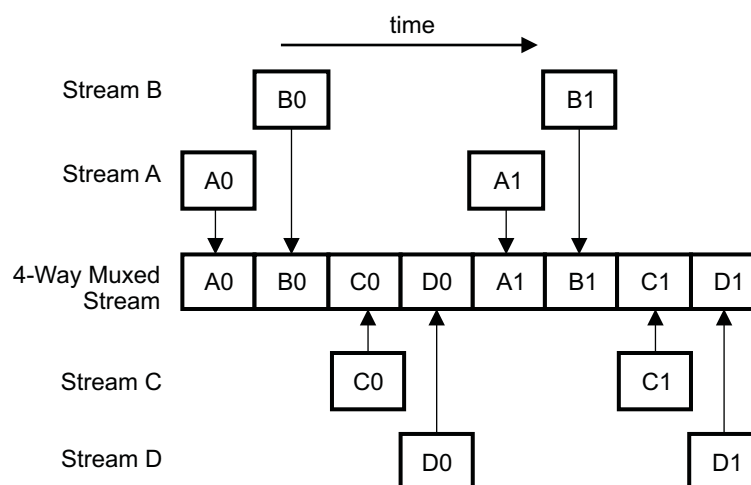 time
Stream B B0 B1
Stream A A0 A1
4-Way Muxed
Stream
A0 B0 C0 D0 A1 B1 C1 D1
Stream C C0 C1
Stream D D0 D1